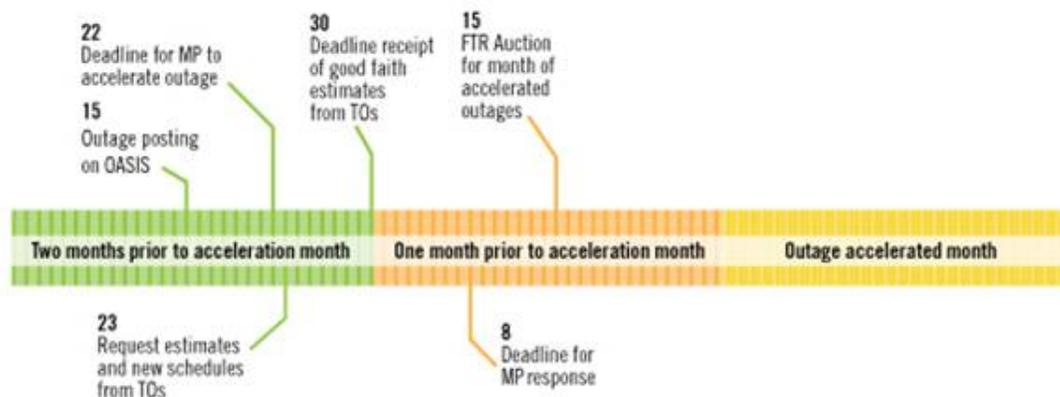 22
Deadline for MP to
accelerate outage
15
Outage posting
on OASIS
30
Deadline receipt
of good faith
estimates
from TOs
15
FTR Auction
for month of
accelerated
outages
Two months prior to acceleration month
One month prior to acceleration month
Outage accelerated month
23
Request estimates
and new schedules
from TOs
8
Deadline for
MP response